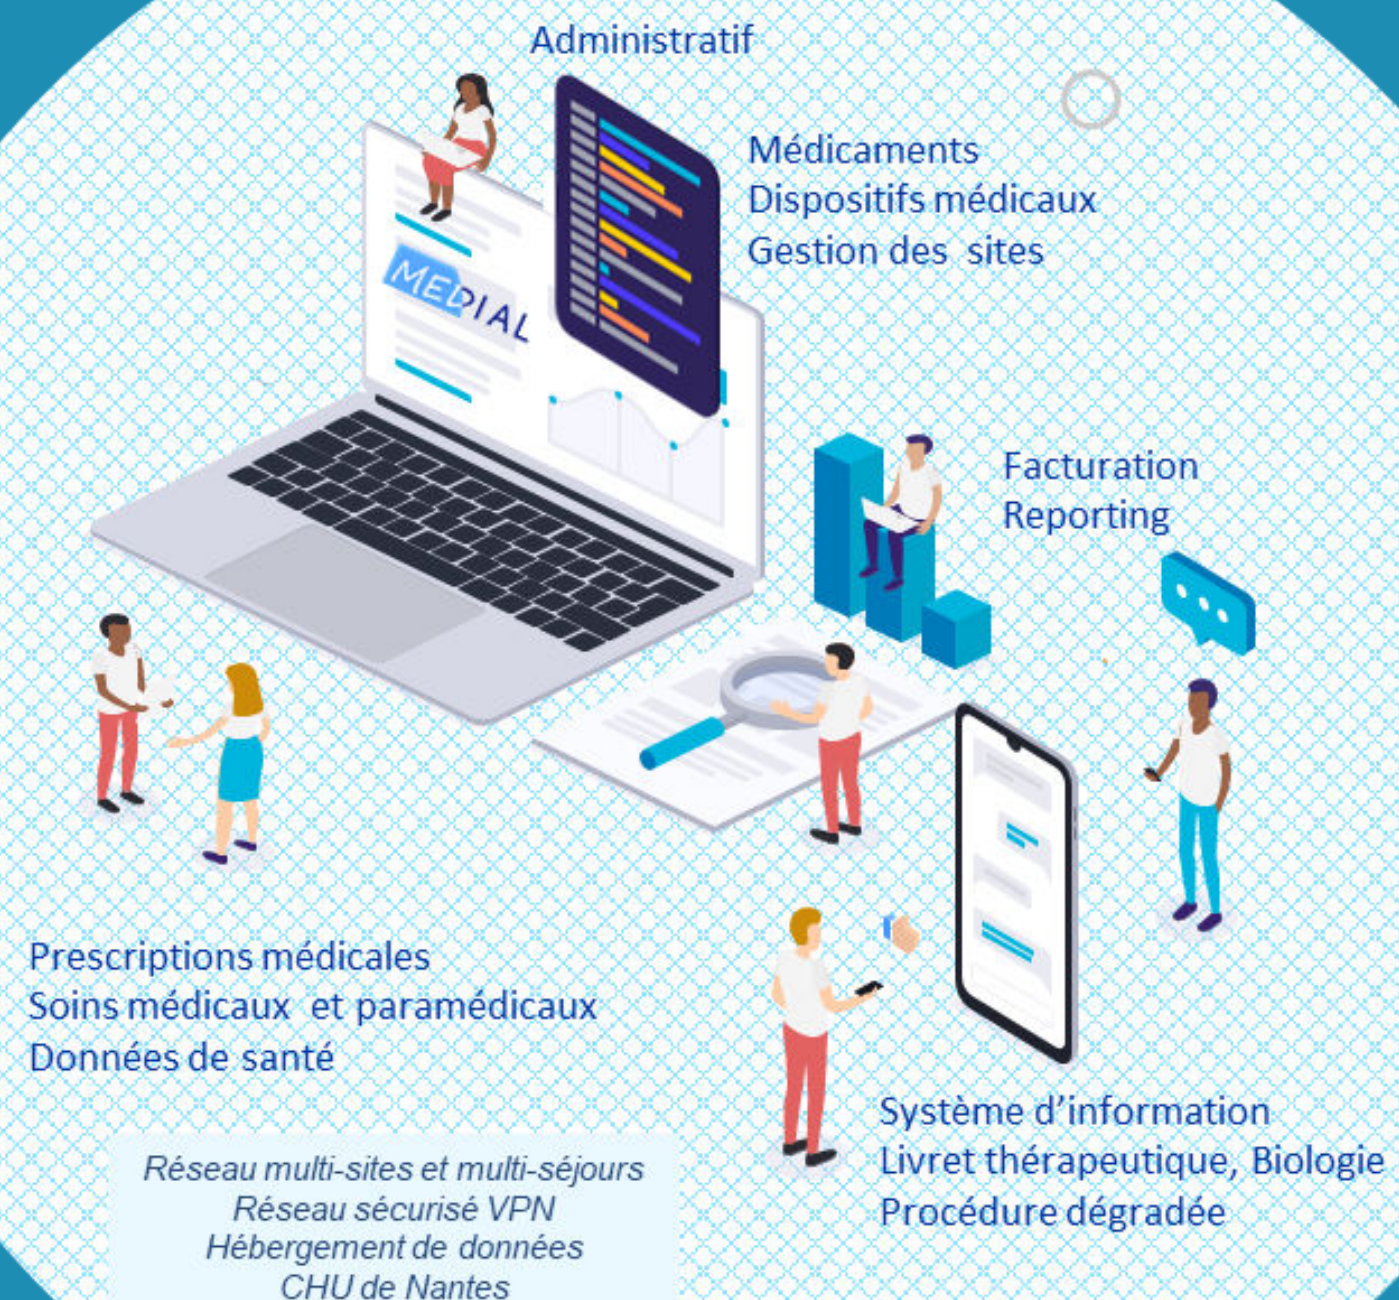 Administratif
Médicaments
Dispositifs médicaux
Gestion des sites
MEDIAL
Facturation
Reporting
Prescriptions médicales
Soins médicaux et paramédicaux
Données de santé
Système d’information
Livret thérapeutique, Biologie
Procédure dégradée
Réseau multi-sites et multi-séjours
Réseau sécurisé VPN
Hébergement de données
CHU de Nantes